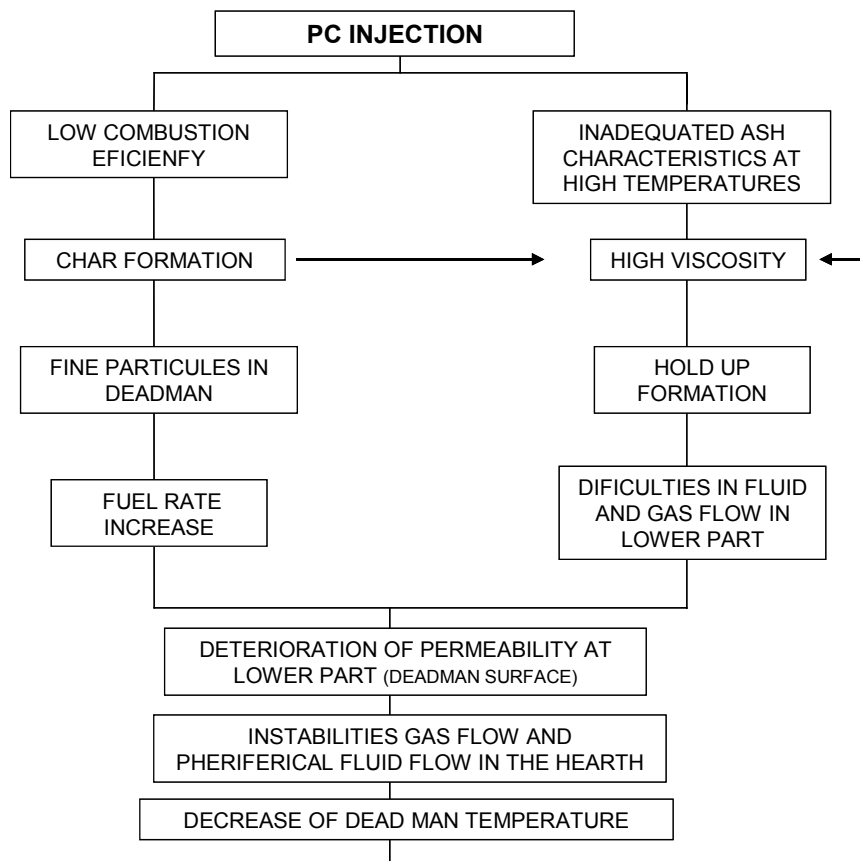 PC INJECTION
LOW COMBUSTION
EFICIENFY
INADEQUATED ASH
CHARACTERISTICS AT
HIGH TEMPERATURES
CHAR FORMATION
HIGH VISCOSITY
FINE PARTICULES IN
DEADMAN
HOLD UP
FORMATION
FUEL RATE
INCREASE
DIFICULTIES IN FLUID
AND GAS FLOW IN
LOWER PART
DETERIORATION OF PERMEABILITY AT
LOWER PART (DEADMAN SURFACE)
INSTABILITIES GAS FLOW AND
PHERIFERICAL FLUID FLOW IN THE HEARTH
DECREASE OF DEAD MAN TEMPERATURE